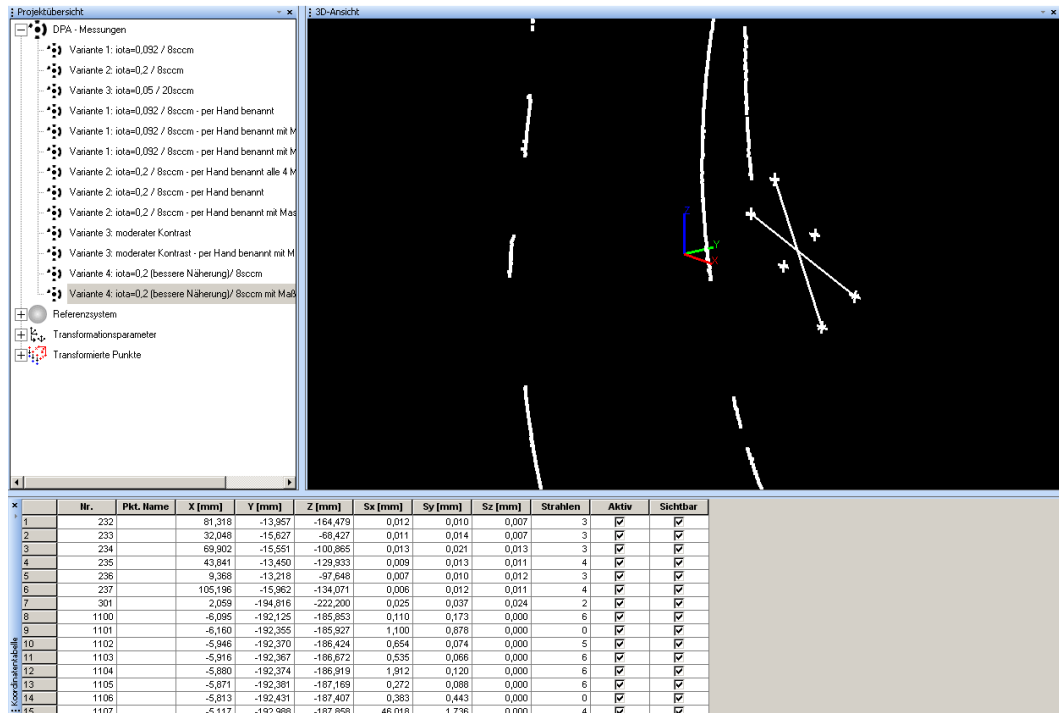 Projektübersicht
DPA - Messungen
Variante 1: iota=0,092 / 8sccm
Variante 2: iota=0,2 / 8sccm
Variante 3: iota=0,05 / 20sccm
Variante 1: iota=0,092 / 8sccm - per Hand benannt
Variante 1: iota=0,092 / 8sccm - per Hand benannt mit M
Variante 1: iota=0,092 / 8sccm - per Hand benannt mit M
Variante 2: iota=0,2 / 8sccm - per Hand benannt alle 4 M
Variante 2: iota=0,2 / 8sccm - per Hand benannt
Variante 2: iota=0,2 / 8sccm - per Hand benannt mit Mas
Variante 3: moderater Kontrast
Variante 3: moderater Kontrast - per Hand benannt mit M
Variante 4: iota=0,2 (bessere Näherung)/ 8sccm
Variante 4: iota=0,2 (bessere Näherung)/ 8sccm mit Maß
Referenzsystem
Transformationsparameter
Transformierte Punkte
3D-Ansicht
Z
Y
X
Koordinatentabelle
Nr. Pkt. Name X [mm] Y [mm] Z [mm] Sx [mm] Sy [mm] Sz [mm] Strahlen Aktiv Sichtbar
1 232 81,318 -13,957 -164,479 0,012 0,010 0,007 3
2 233 32,048 -15,627 -68,427 0,011 0,014 0,007 3
3 234 69,902 -15,551 -100,865 0,013 0,021 0,013 3
4 235 43,841 -13,450 -129,933 0,009 0,013 0,011 4
5 236 9,368 -13,218 -97,648 0,007 0,010 0,012 3
6 237 105,196 -15,962 -134,071 0,006 0,012 0,011 4
7 301 2,059 -194,816 -222,200 0,025 0,037 0,024 2
8 1100 -6,095 -192,125 -185,853 0,110 0,173 0,000 6
9 1101 -6,160 -192,355 -185,927 1,100 0,878 0,000 0
10 1102 -5,946 -192,370 -186,424 0,654 0,074 0,000 5
11 1103 -5,916 -192,367 -186,672 0,535 0,066 0,000 6
12 1104 -5,880 -192,374 -186,919 1,912 0,120 0,000 6
13 1105 -5,871 -192,381 -187,169 0,272 0,088 0,000 6
14 1106 -5,813 -192,431 -187,407 0,383 0,443 0,000 0
15 1107 -5,117 -192,988 -187,858 46,018 1,736 0,000 4